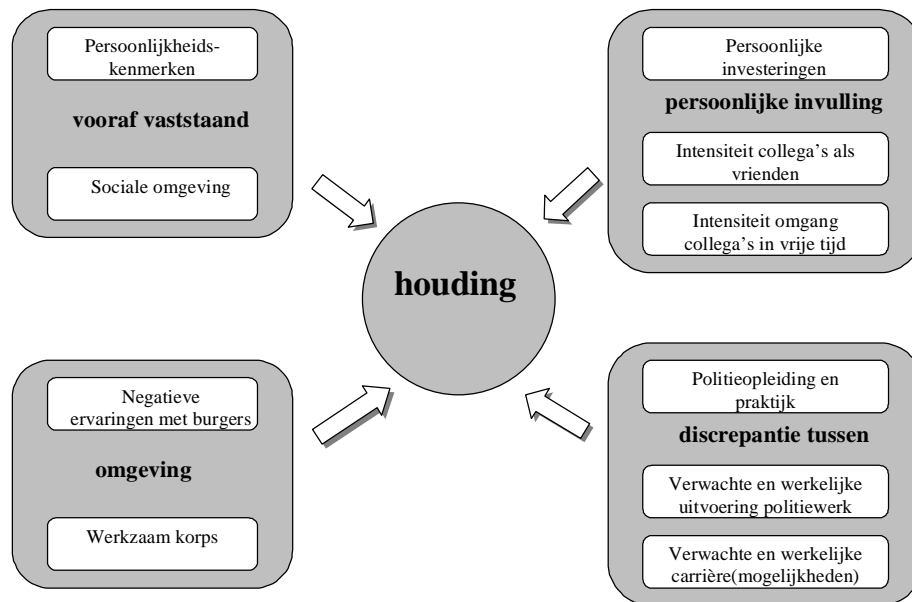 Persoonlijkheids-
kenmerken
vooraf vaststaand
Sociale omgeving
Persoonlijke
investeringen
persoonlijke invulling
Intensiteit collega's als
vrienden
Intensiteit omgang
collega's in vrije tijd
houding
Negatieve
ervaringen met burgers
omgeving
Werkzaam korps
Politieopleiding en
praktijk
discrepantie tussen
Verwachte en werkelijke
uitvoering politiewerk
Verwachte en werkelijke
carrière(mogelijkheden)